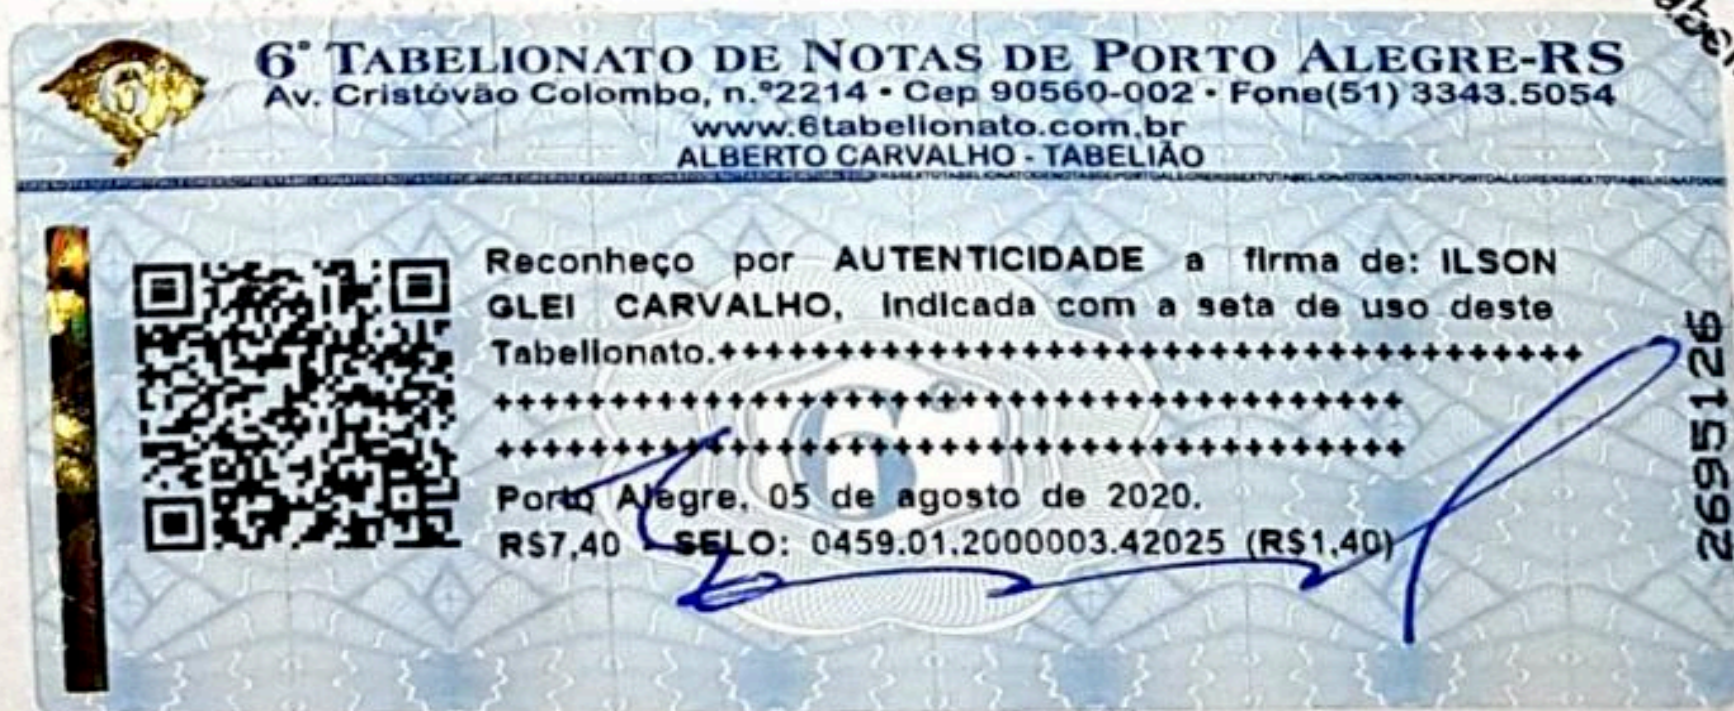 6° TABELIONATO DE NOTAS DE PORTO ALEGRE-RS
Av. Cristóvão Colombo, n.°2214 • Cep 90560-002 • Fone(51) 3343.5054
www.6tabelionato.com.br
ALBERTO CARVALHO - TABELIÃO
6°
Reconheço por AUTENTICIDADE a firma de: ILSON
GLEI CARVALHO, indicada com a seta de uso deste
Tabelionato.++++++++++++++++++++++++++++++++++++++
+++++++++++++++++++++++++++++++++++++++
+++++++++++++++++++++++++++++++++++++++
6°
Porto Alegre, 05 de agosto de 2020.
R$7,40 - SELO: 0459.01.2000003.42025 (R$1,40)
2695126